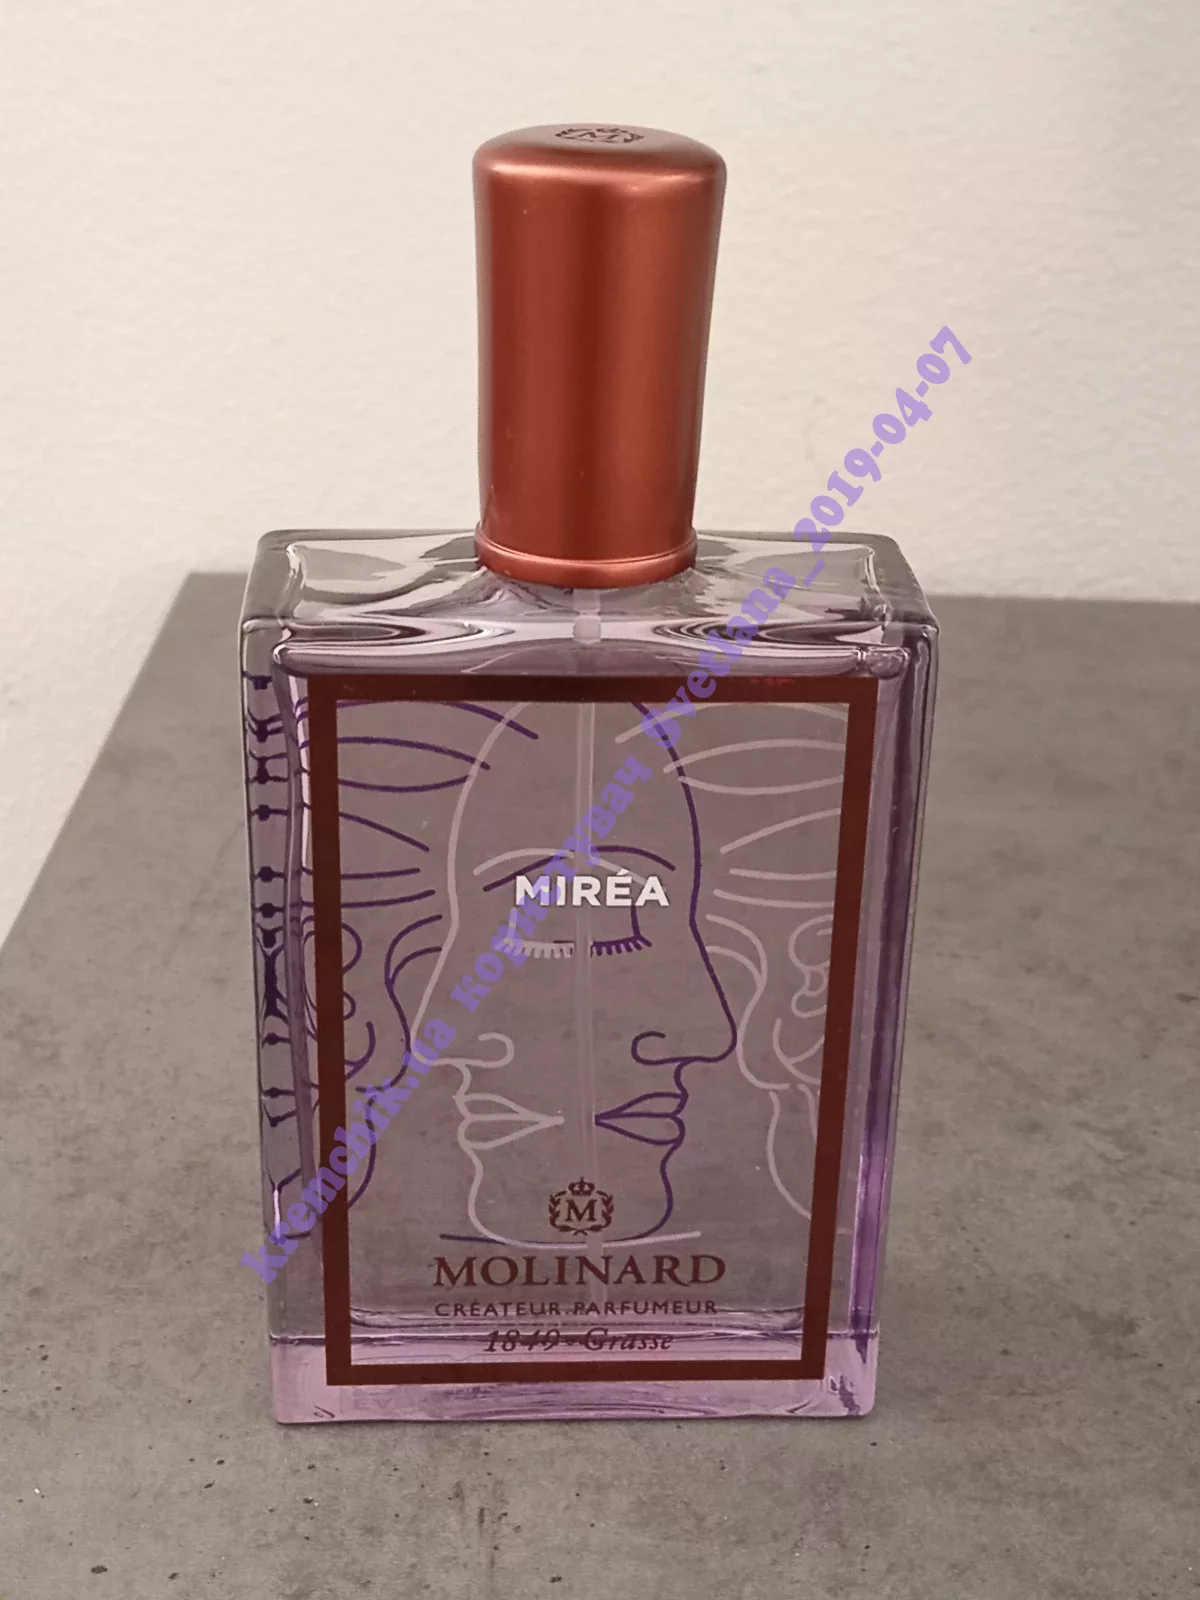 M
MIRÉA
M
MOLINARD
CRÉATEUR.PARFUMEUR
1849 - Grasse
kremchik.ua користувач Svetlana_2019-04-07